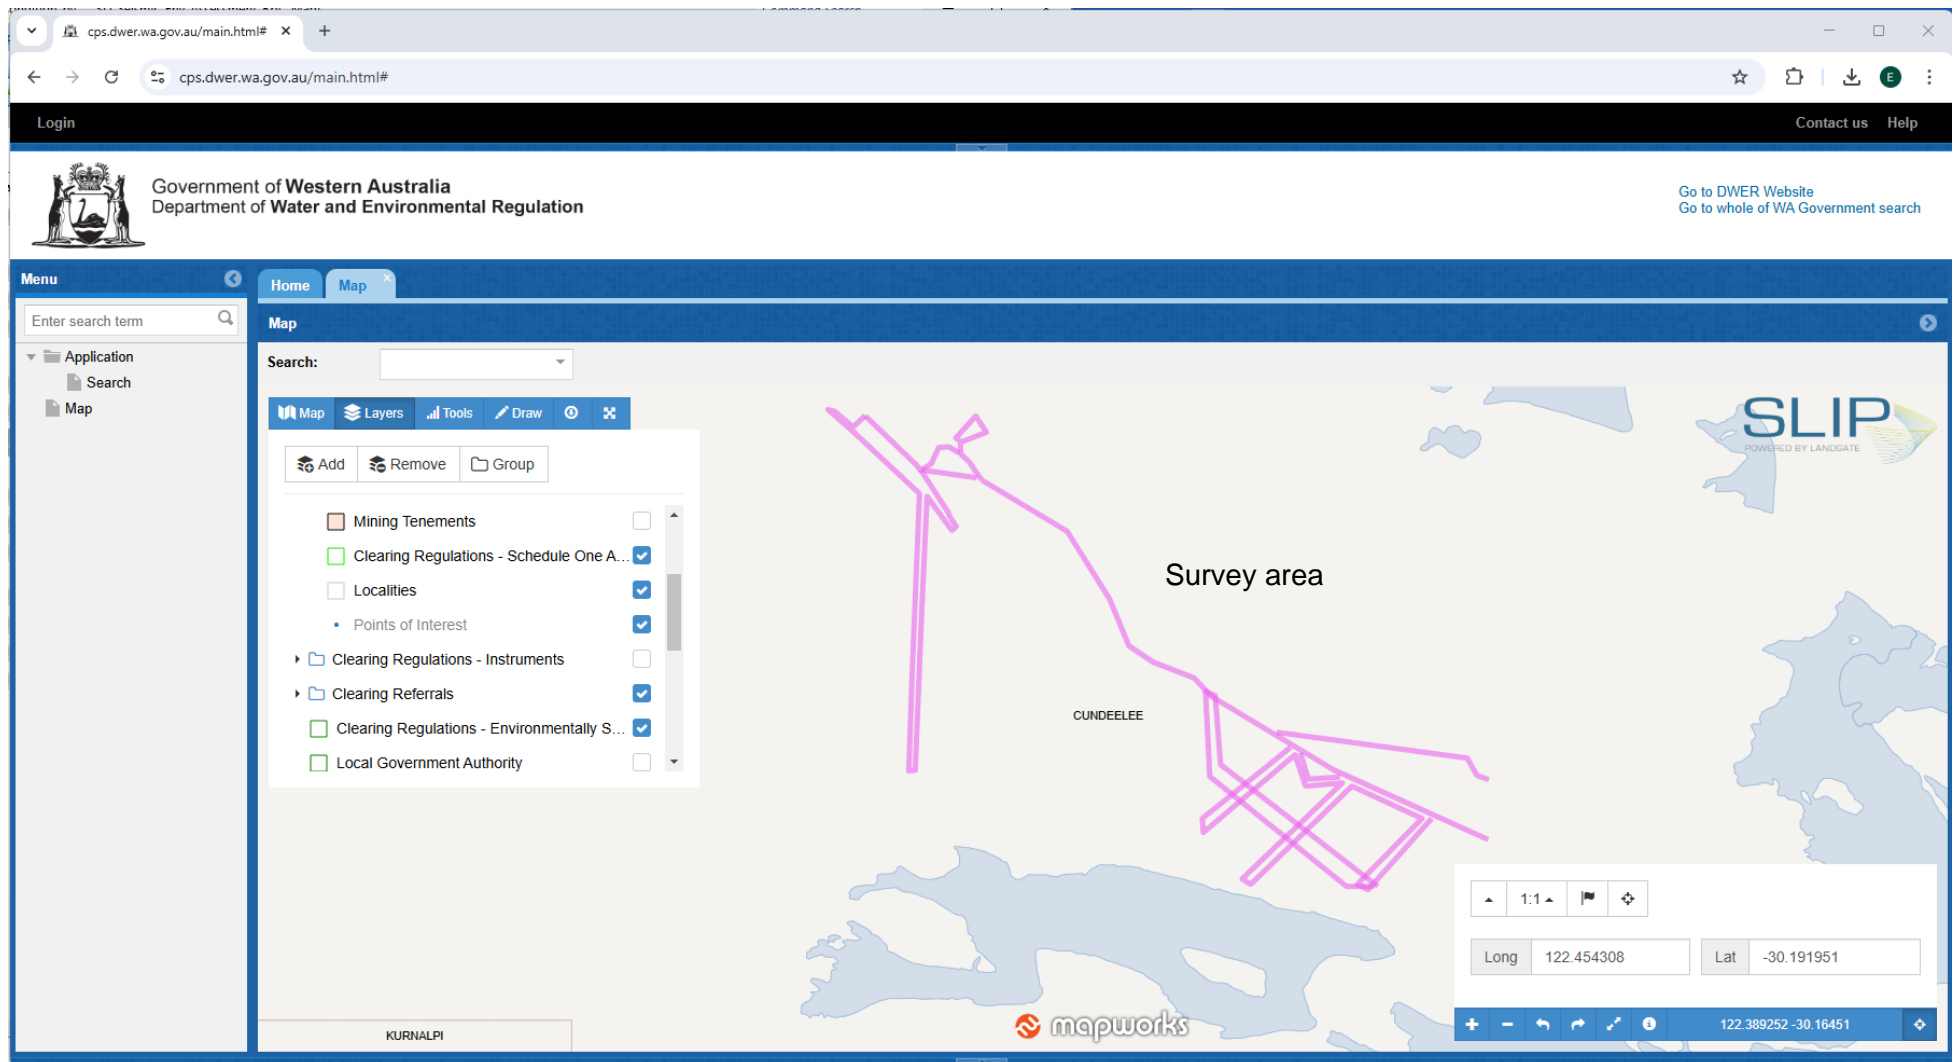 cps.dwer.wa.gov.au/main.html#
cps.dwer.wa.gov.au/main.html#
E
Login
Contact us Help
Government of Western Australia
Department of Water and Environmental Regulation
Go to DWER Website
Go to whole of WA Government search
Menu
Home Map
Enter search term
Map
Application
Search
Map
Search:
Map Layers Tools Draw
SLIP
POWERED BY LANDGATE
Add Remove Group
Mining Tenements
Clearing Regulations - Schedule One A...
Localities
Points of Interest
Clearing Regulations - Instruments
Clearing Referrals
Clearing Regulations - Environmentally S...
Local Government Authority
Survey area
CUNDEELEE
1:1
Long 122.454308 Lat -30.191951
KURNALPI
mapworks
122.389252 -30.16451